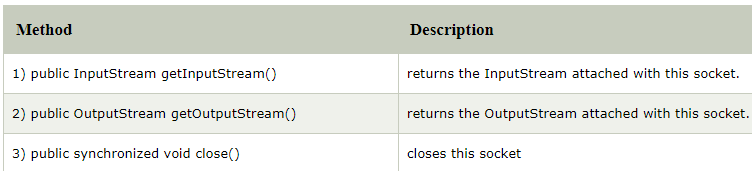 Method Description
1) public InputStream getInputStream() returns the InputStream attached with this socket.
2) public OutputStream getOutputStream() returns the OutputStream attached with this socket.
3) public synchronized void close() closes this socket